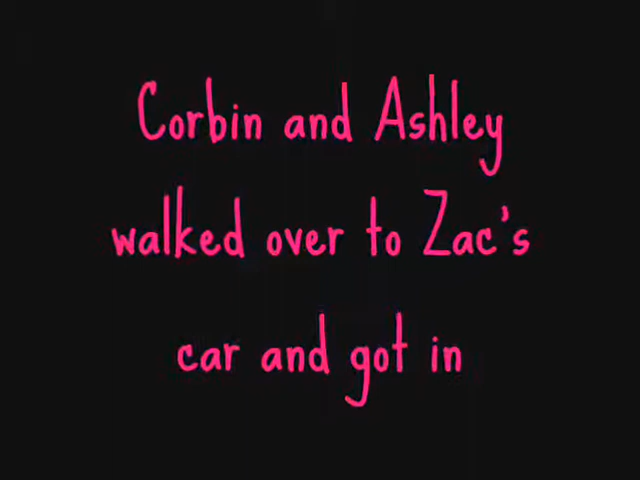 Corbin and Ashley
walked over to Zac's
car and got in